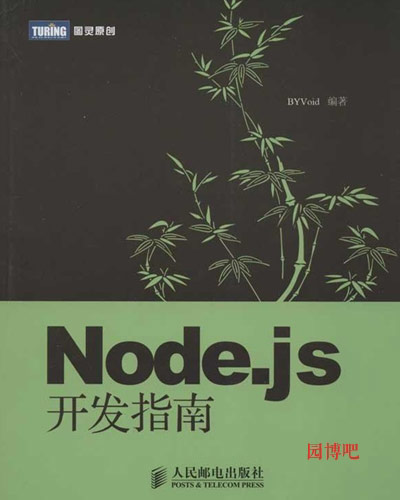 TURING 图灵原创
BYVoid 编著
Node.js
开发指南
园博吧
人民邮电出版社
POSTS & TELECOM PRESS